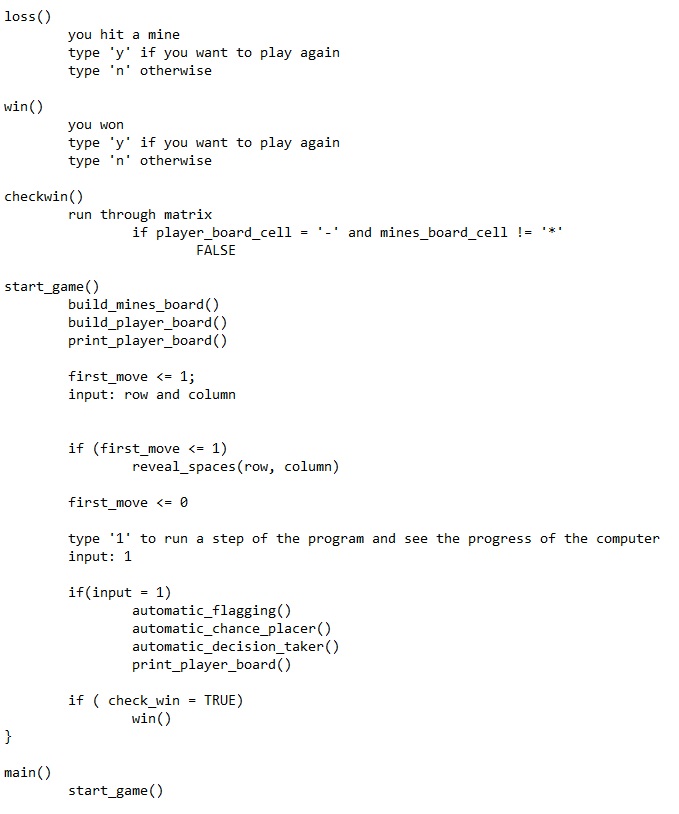 loss()
you hit a mine
type 'y' if you want to play again
type 'n' otherwise
win()
you won
type 'y' if you want to play again
type 'n' otherwise
checkwin()
run through matrix
if player_board_cell = '-' and mines_board_cell != '*'
FALSE
start_game()
build_mines_board()
build_player_board()
print_player_board()
first_move <= 1;
input: row and column
if (first_move <= 1)
reveal_spaces(row, column)
first_move <= 0
type '1' to run a step of the program and see the progress of the computer
input: 1
if(input = 1)
automatic_flagging()
automatic_chance_placer()
automatic_decision_taker()
print_player_board()
if ( check_win = TRUE)
win()
}
main()
start_game()